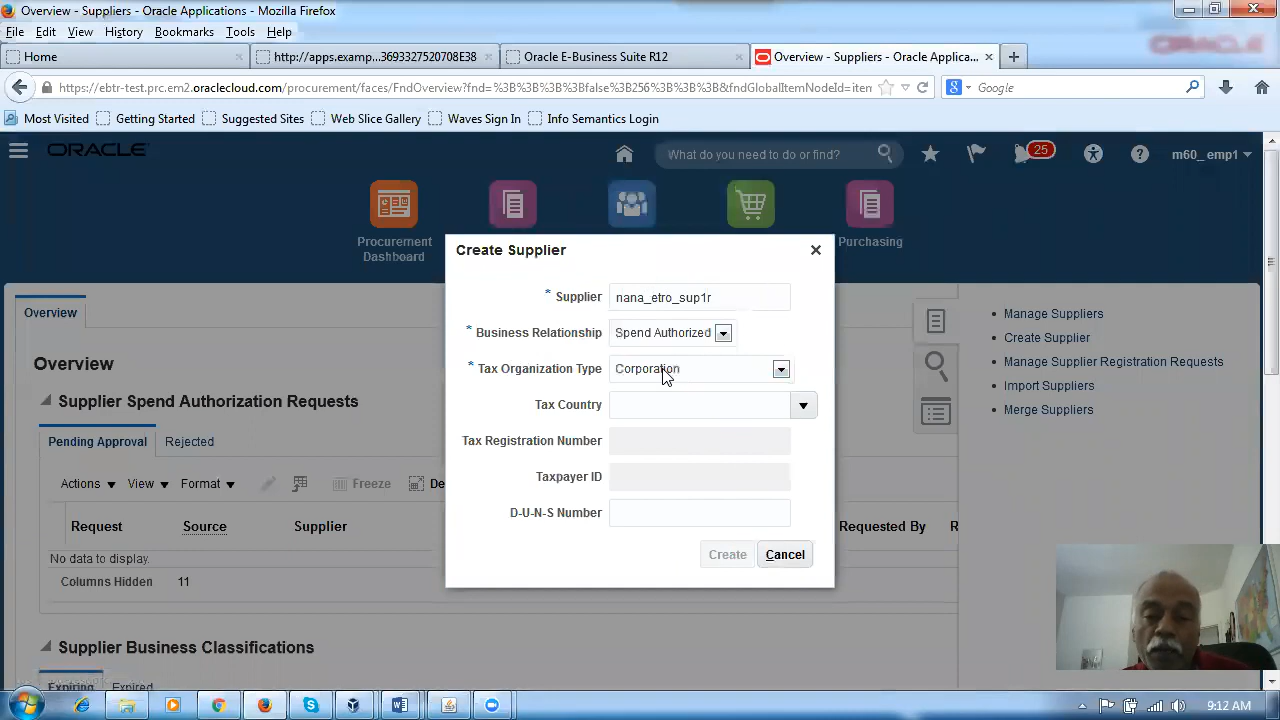 Overview - Suppliers - Oracle Applications - Mozilla Firefox
File Edit View History Bookmarks Tools Help
Home
http://apps.examp...3693327520708E38
Oracle E-Business Suite R12
Overview - Suppliers - Oracle Applica...
https://ebtr-test.prc.em2.oraclecloud.com/procurement/faces/FndOverview?fnd=%3B%3B%3B%3Bfalse%3B256%3B%3B%3B&fndGlobalItemNodeId=item
Google
Most Visited Getting Started Suggested Sites Web Slice Gallery Waves Sign In Info Semantics Login
ORACLE
What do you need to do or find?
25
m60_emp1
Procurement
Dashboard
Purchasing
Create Supplier
* Supplier nana_etro_sup1r
* Business Relationship Spend Authorized
* Tax Organization Type Corporation
Tax Country
Tax Registration Number
Taxpayer ID
D-U-N-S Number
Create Cancel
Overview
Overview
Supplier Spend Authorization Requests
Pending Approval Rejected
Actions View Format Freeze De
Request Source Supplier Requested By R
No data to display.
Columns Hidden 11
Supplier Business Classifications
Expiring Expired
Manage Suppliers
Create Supplier
Manage Supplier Registration Requests
Import Suppliers
Merge Suppliers
9:12 AM